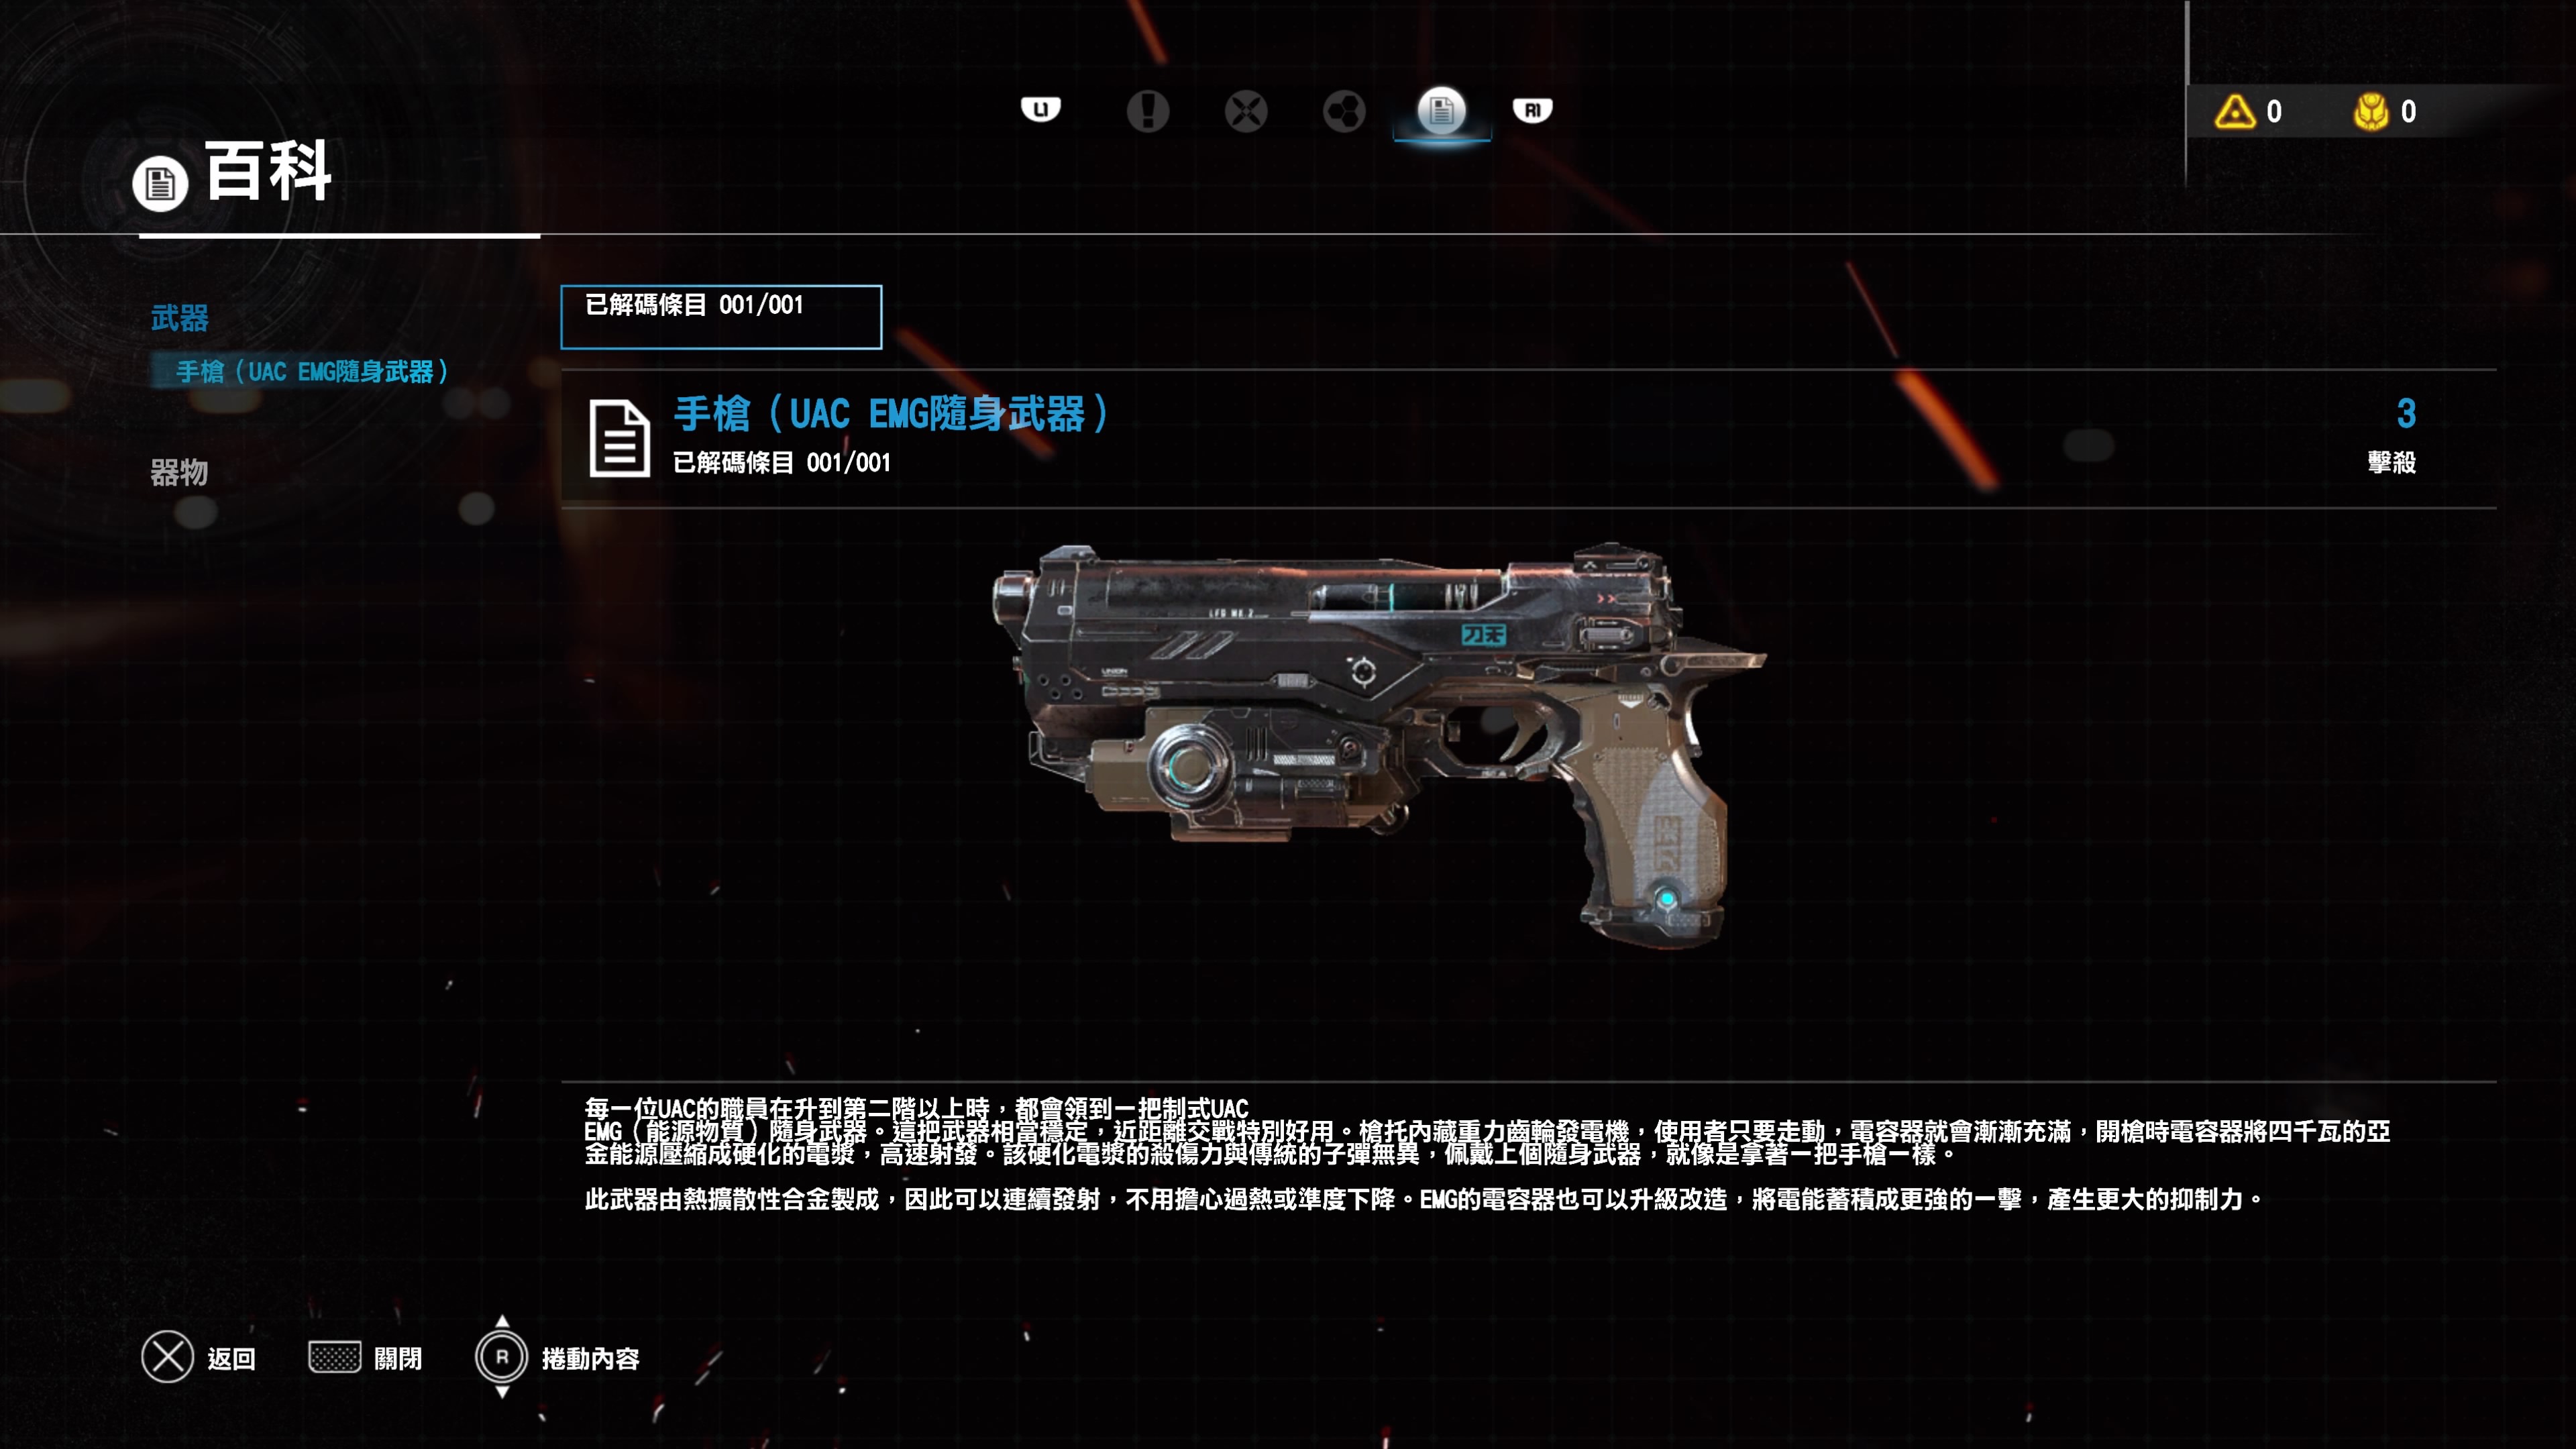 L1
R1
0
0
百科
武器
手槍（UAC EMG隨身武器）
器物
已解碼條目 001/001
手槍（UAC EMG隨身武器）
已解碼條目 001/001
3
擊殺
LFG MK.2
UNION
每一位UAC的職員在升到第二階以上時，都會領到一把制式UAC
EMG（能源物質）隨身武器。這把武器相當穩定，近距離交戰特別好用。槍托內藏重力齒輪發電機，使用者只要走動，電容器就會漸漸充滿，開槍時電容器將四千瓦的亞
金能源壓縮成硬化的電漿，高速射發。該硬化電漿的殺傷力與傳統的子彈無異，佩戴上個隨身武器，就像是拿著一把手槍一樣。
此武器由熱擴散性合金製成，因此可以連續發射，不用擔心過熱或準度下降。EMG的電容器也可以升級改造，將電能蓄積成更強的一擊，產生更大的抑制力。
返回
關閉
R
捲動內容